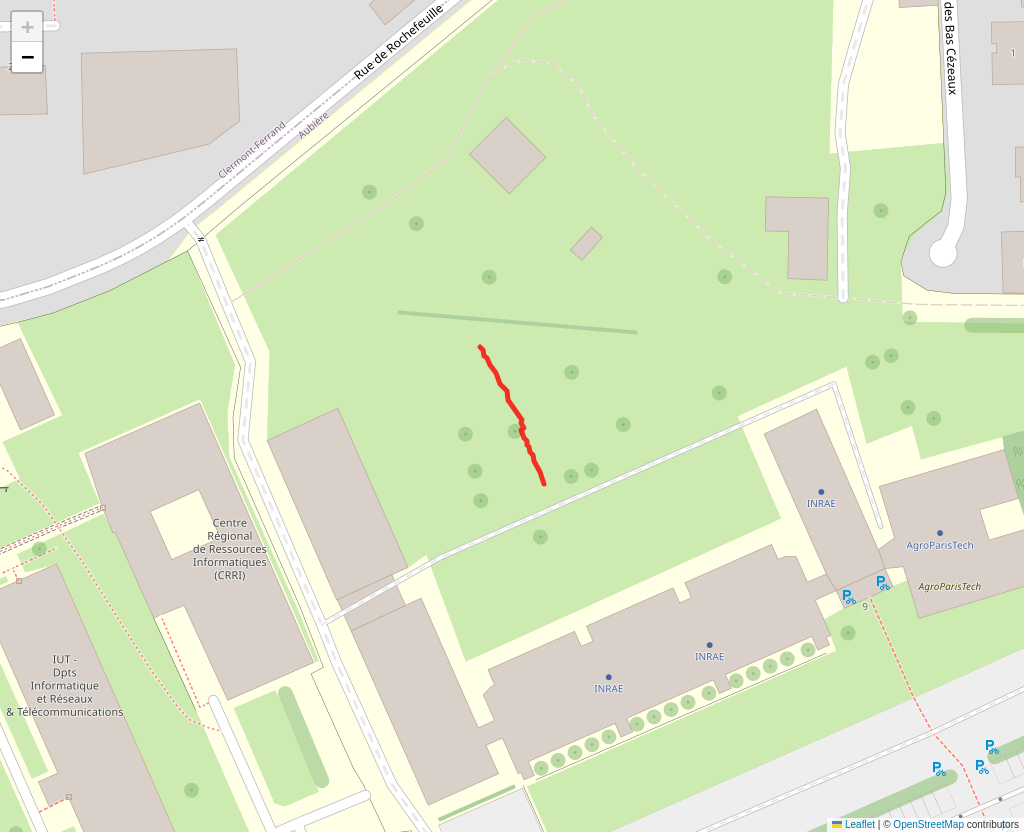 +
−
Rue de Rochefeuille
Clermont-Ferrand
Aubière
des Bas Cézeaux
1
Centre
Régional
de Ressources
Informatiques
(CRRI)
INRAE
AgroParisTech
AgroParisTech
9
INRAE
INRAE
IUT -
Dpts
Informatique
et Réseaux
& Télécommunications
Leaflet | © OpenStreetMap contributors